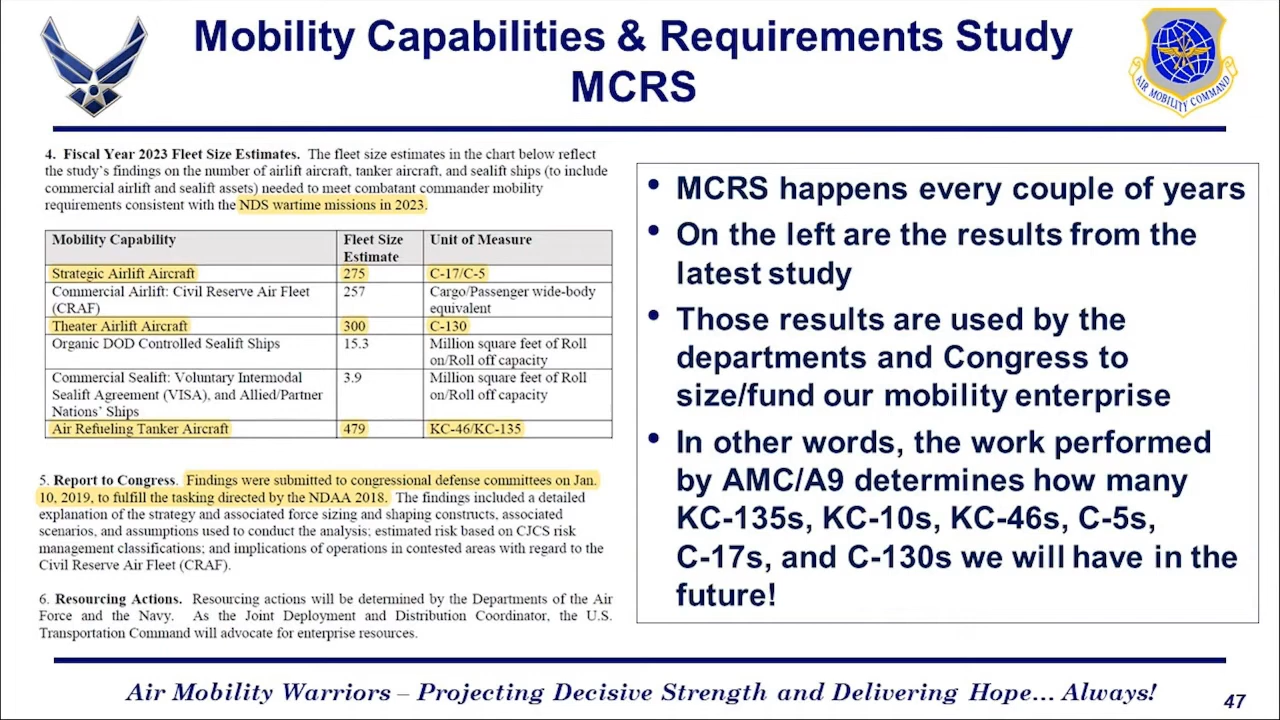 Mobility Capabilities & Requirements Study
MCRS
AIR MOBILITY COMMAND
4. Fiscal Year 2023 Fleet Size Estimates. The fleet size estimates in the chart below reflect
the study's findings on the number of airlift aircraft, tanker aircraft, and sealift ships (to include
commercial airlift and sealift assets) needed to meet combatant commander mobility
requirements consistent with the NDS wartime missions in 2023.
Mobility Capability Fleet Size Unit of Measure
Estimate
Strategic Airlift Aircraft 275 C-17/C-5
Commercial Airlift: Civil Reserve Air Fleet 257 Cargo/Passenger wide-body
(CRAF) equivalent
Theater Airlift Aircraft 300 C-130
Organic DOD Controlled Sealift Ships 15.3 Million square feet of Roll
on/Roll off capacity
Commercial Sealift: Voluntary Intermodal 3.9 Million square feet of Roll
Sealift Agreement (VISA), and Allied/Partner on/Roll off capacity
Nations' Ships
Air Refueling Tanker Aircraft 479 KC-46/KC-135
5. Report to Congress. Findings were submitted to congressional defense committees on Jan.
10, 2019, to fulfill the tasking directed by the NDAA 2018. The findings included a detailed
explanation of the strategy and associated force sizing and shaping constructs, associated
scenarios, and assumptions used to conduct the analysis; estimated risk based on CJCS risk
management classifications; and implications of operations in contested areas with regard to the
Civil Reserve Air Fleet (CRAF).
6. Resourcing Actions. Resourcing actions will be determined by the Departments of the Air
Force and the Navy. As the Joint Deployment and Distribution Coordinator, the U.S.
Transportation Command will advocate for enterprise resources.
• MCRS happens every couple of years
• On the left are the results from the
latest study
• Those results are used by the
departments and Congress to
size/fund our mobility enterprise
• In other words, the work performed
by AMC/A9 determines how many
KC-135s, KC-10s, KC-46s, C-5s,
C-17s, and C-130s we will have in the
future!
Air Mobility Warriors – Projecting Decisive Strength and Delivering Hope... Always!
47